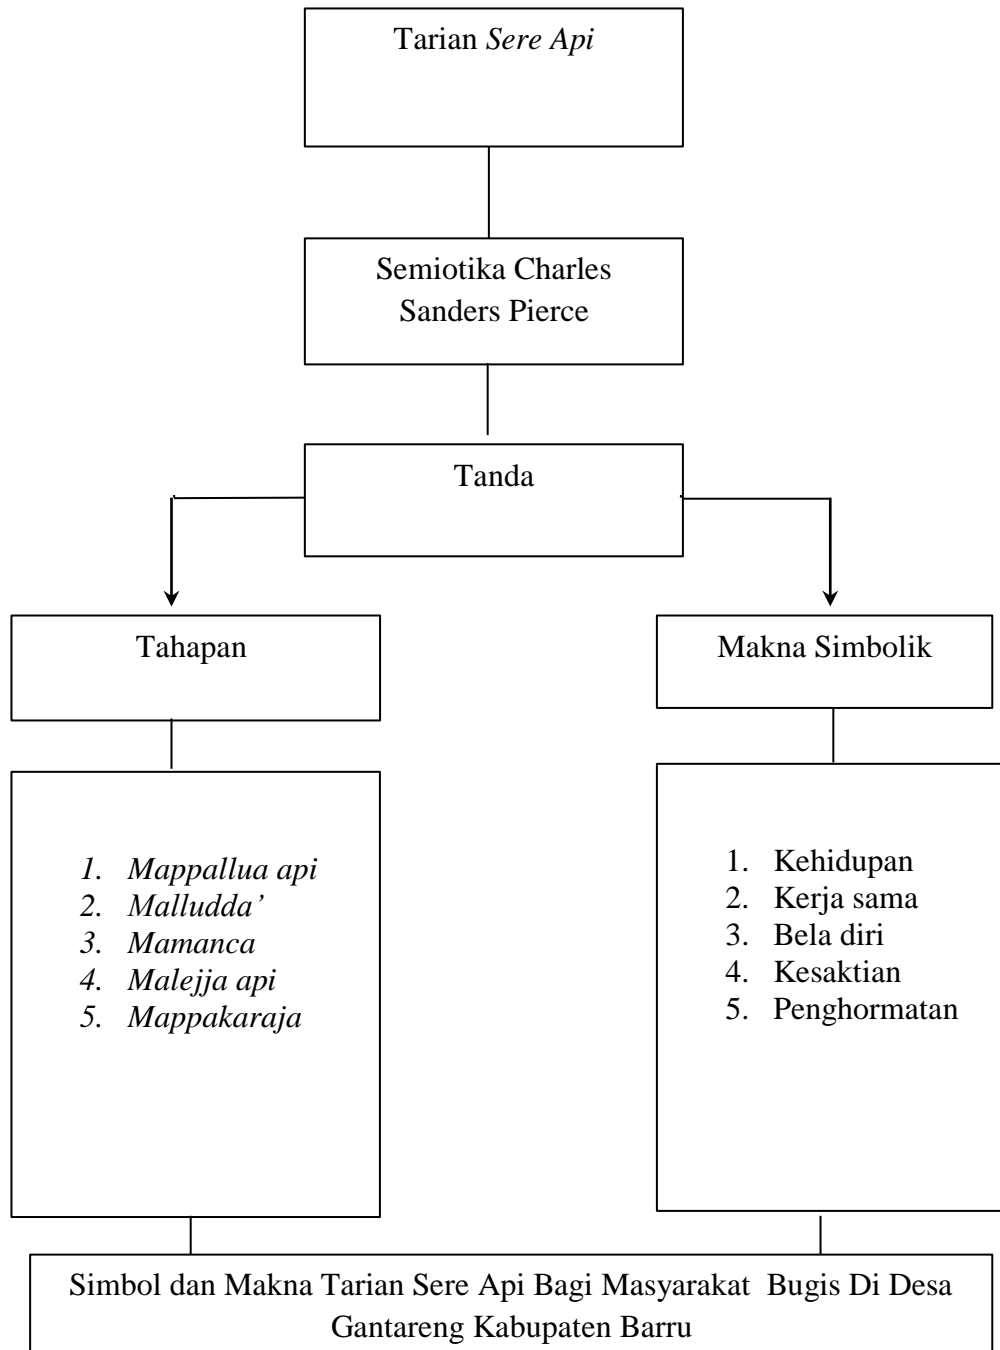 Tarian Sere Api
Semiotika Charles
Sanders Pierce
Tanda
Tahapan
Makna Simbolik
1. Mappallua api
2. Malludda’
3. Mamanca
4. Malejja api
5. Mappakaraja
1. Kehidupan
2. Kerja sama
3. Bela diri
4. Kesaktian
5. Penghormatan
Simbol dan Makna Tarian Sere Api Bagi Masyarakat Bugis Di Desa
Gantareng Kabupaten Barru